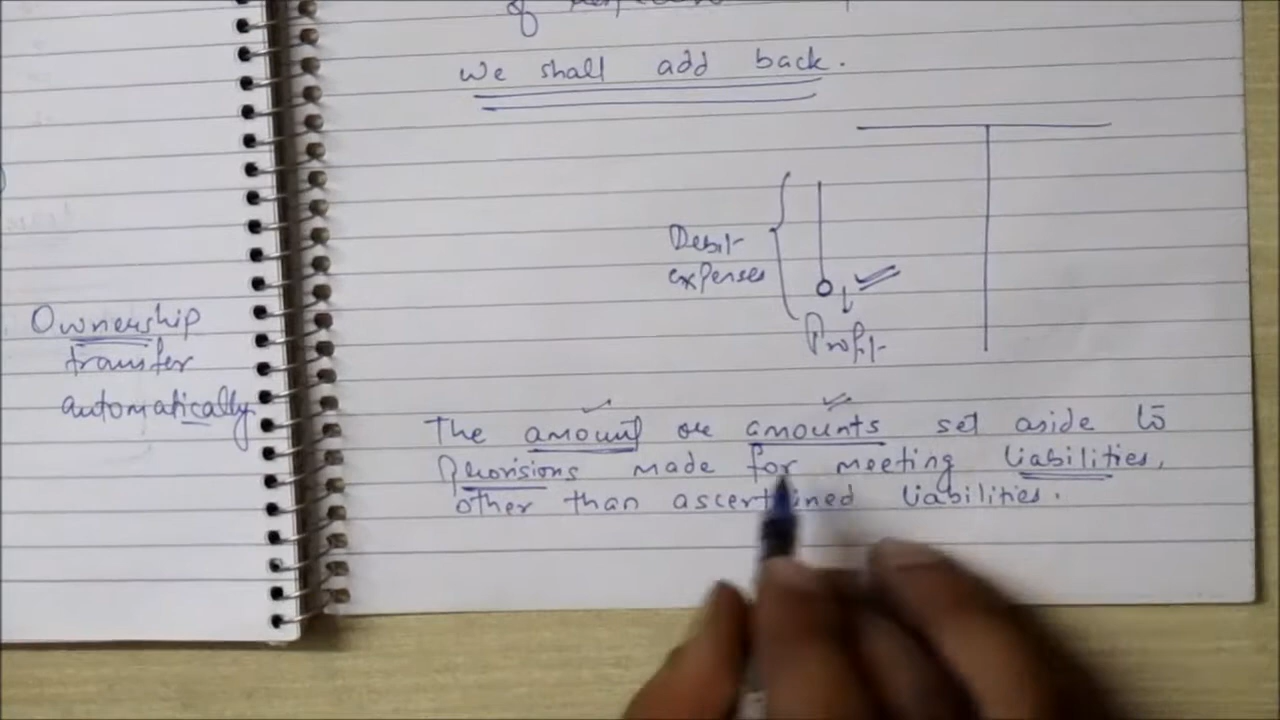 Ownership
transfer
automatically
of
we shall add back.
Debit
expenses
Profit
The amount or amounts set aside to
Provisions made for meeting liabilities,
other than ascertained liabilities.